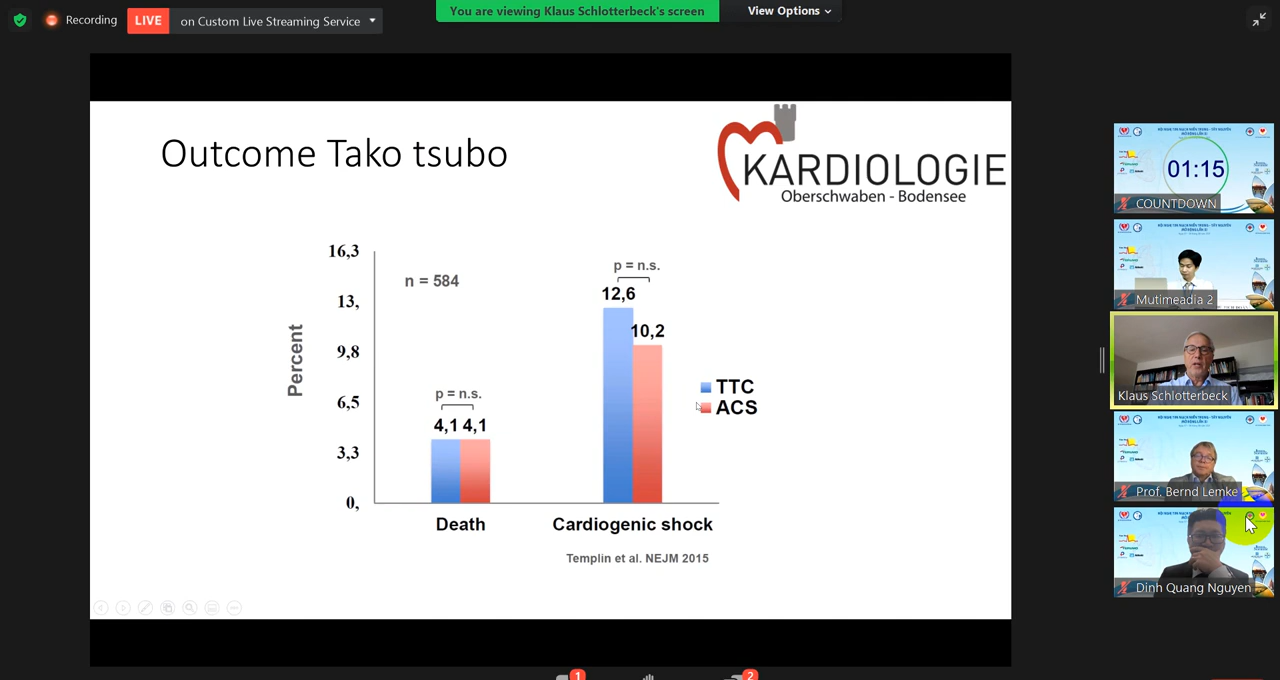 Recording
LIVE
on Custom Live Streaming Service
You are viewing Klaus Schlotterbeck's screen
View Options
Outcome Tako tsubo
KARDIOLOGIE
Oberschwaben - Bodensee
Percent
16,3
13,
9,8
6,5
3,3
0,
n = 584
p = n.s.
4,1 4,1
p = n.s.
12,6
10,2
TTC
ACS
Death
Cardiogenic shock
Templin et al. NEJM 2015
01:15
COUNTDOWN
Mutimeadia 2
Klaus Schlotterbeck
Prof. Bernd Lemke
Dinh Quang Nguyen
1
2